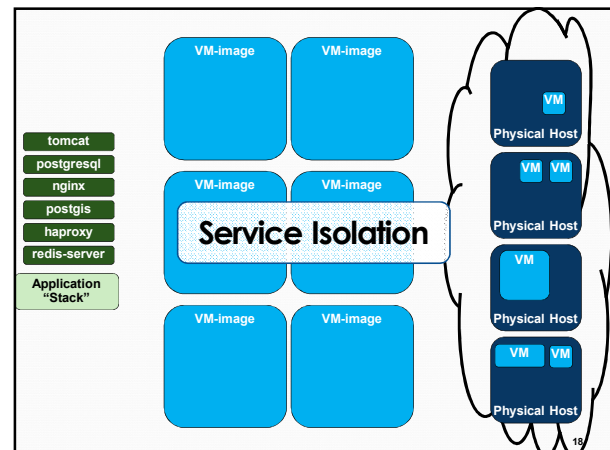 tomcat
postgresql
nginx
postgis
haproxy
redis-server
Application
“Stack”
VM-image
VM-image
VM-image
VM-image
Service Isolation
VM-image
VM-image
VM
Physical Host
VM
VM
Physical Host
VM
Physical Host
VM
VM
Physical Host
18